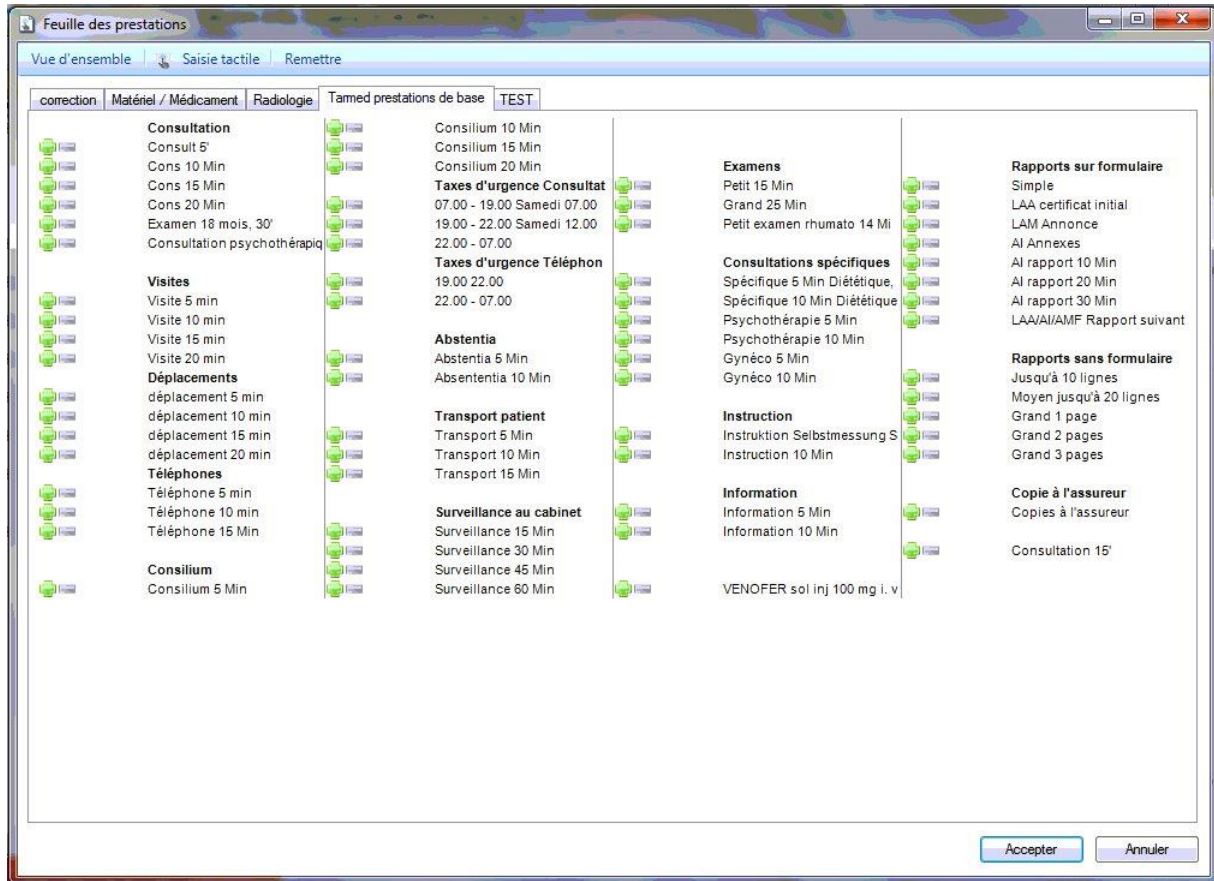 Feuille des prestations
Vue d'ensemble
Saisie tactile
Remettre
correction
Matériel / Médicament
Radiologie
Tarmed prestations de base
TEST
Consultation
Consult 5'
Cons 10 Min
Cons 15 Min
Cons 20 Min
Examen 18 mois, 30'
Consultation psychothérapiq
Visites
Visite 5 min
Visite 10 min
Visite 15 min
Visite 20 min
Déplacements
déplacement 5 min
déplacement 10 min
déplacement 15 min
déplacement 20 min
Téléphones
Téléphone 5 min
Téléphone 10 min
Téléphone 15 Min
Consilium
Consilium 5 Min
Consilium 10 Min
Consilium 15 Min
Consilium 20 Min
Taxes d'urgence Consultat
07.00 - 19.00 Samedi 07.00
19.00 - 22.00 Samedi 12.00
22.00 - 07.00
Taxes d'urgence Téléphon
19.00 22.00
22.00 - 07.00
Abstentia
Abstentia 5 Min
Absententia 10 Min
Transport patient
Transport 5 Min
Transport 10 Min
Transport 15 Min
Surveillance au cabinet
Surveillance 15 Min
Surveillance 30 Min
Surveillance 45 Min
Surveillance 60 Min
Examens
Petit 15 Min
Grand 25 Min
Petit examen rhumato 14 Mi
Consultations spécifiques
Spécifique 5 Min Diététique,
Spécifique 10 Min Diététique
Psychothérapie 5 Min
Psychothérapie 10 Min
Gynéco 5 Min
Gynéco 10 Min
Instruction
Instruktion Selbstmessung S
Instruction 10 Min
Information
Information 5 Min
Information 10 Min
VENOFER sol inj 100 mg i. v
Rapports sur formulaire
Simple
LAA certificat initial
LAM Annonce
AI Annexes
AI rapport 10 Min
AI rapport 20 Min
AI rapport 30 Min
LAA/AI/AMF Rapport suivant
Rapports sans formulaire
Jusqu'à 10 lignes
Moyen jusqu'à 20 lignes
Grand 1 page
Grand 2 pages
Grand 3 pages
Copie à l'assureur
Copies à l'assureur
Consultation 15'
Accepter
Annuler